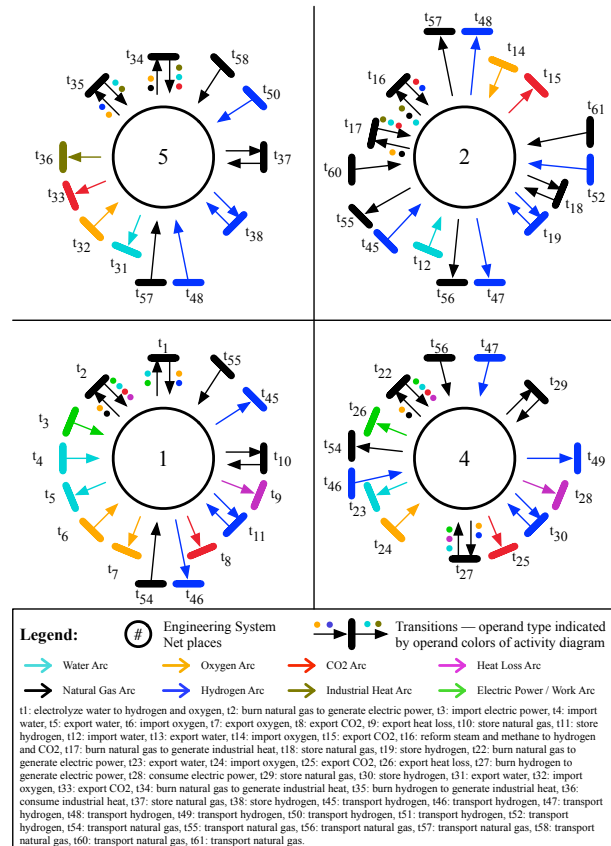 t34
t58
t35
t50
5
t36
t37
t33
t32
t38
t31
t57
t48
t57
t48
t14
t16
t15
t17
t61
2
t60
t52
t18
t55
t45
t19
t12
t56
t47
t1
t55
t2
t45
t3
t4
1
t10
t5
t9
t6
t11
t7
t8
t54
t46
t56
t47
t22
t29
t26
t54
4
t49
t46
t28
t23
t24
t30
t27
t25
Legend:
#
Engineering System
Net places
Transitions — operand type indicated
by operand colors of activity diagram
Water Arc
Oxygen Arc
CO2 Arc
Heat Loss Arc
Natural Gas Arc
Hydrogen Arc
Industrial Heat Arc
Electric Power / Work Arc
t1: electrolyze water to hydrogen and oxygen, t2: burn natural gas to generate electric power, t3: import electric power, t4: import
water, t5: export water, t6: import oxygen, t7: export oxygen, t8: export CO2, t9: export heat loss, t10: store natural gas, t11: store
hydrogen, t12: import water, t13: export water, t14: import oxygen, t15: export CO2, t16: reform steam and methane to hydrogen
and CO2, t17: burn natural gas to generate industrial heat, t18: store natural gas, t19: store hydrogen, t22: burn natural gas to
generate electric power, t23: export water, t24: import oxygen, t25: export CO2, t26: export heat loss, t27: burn hydrogen to
generate electric power, t28: consume electric power, t29: store natural gas, t30: store hydrogen, t31: export water, t32: import
oxygen, t33: export CO2, t34: burn natural gas to generate industrial heat, t35: burn hydrogen to generate industrial heat, t36:
consume industrial heat, t37: store natural gas, t38: store hydrogen, t45: transport hydrogen, t46: transport hydrogen, t47: transport
hydrogen, t48: transport hydrogen, t49: transport hydrogen, t50: transport hydrogen, t51: transport hydrogen, t52: transport
hydrogen, t54: transport natural gas, t55: transport natural gas, t56: transport natural gas, t57: transport natural gas, t58: transport
natural gas, t60: transport natural gas, t61: transport natural gas.